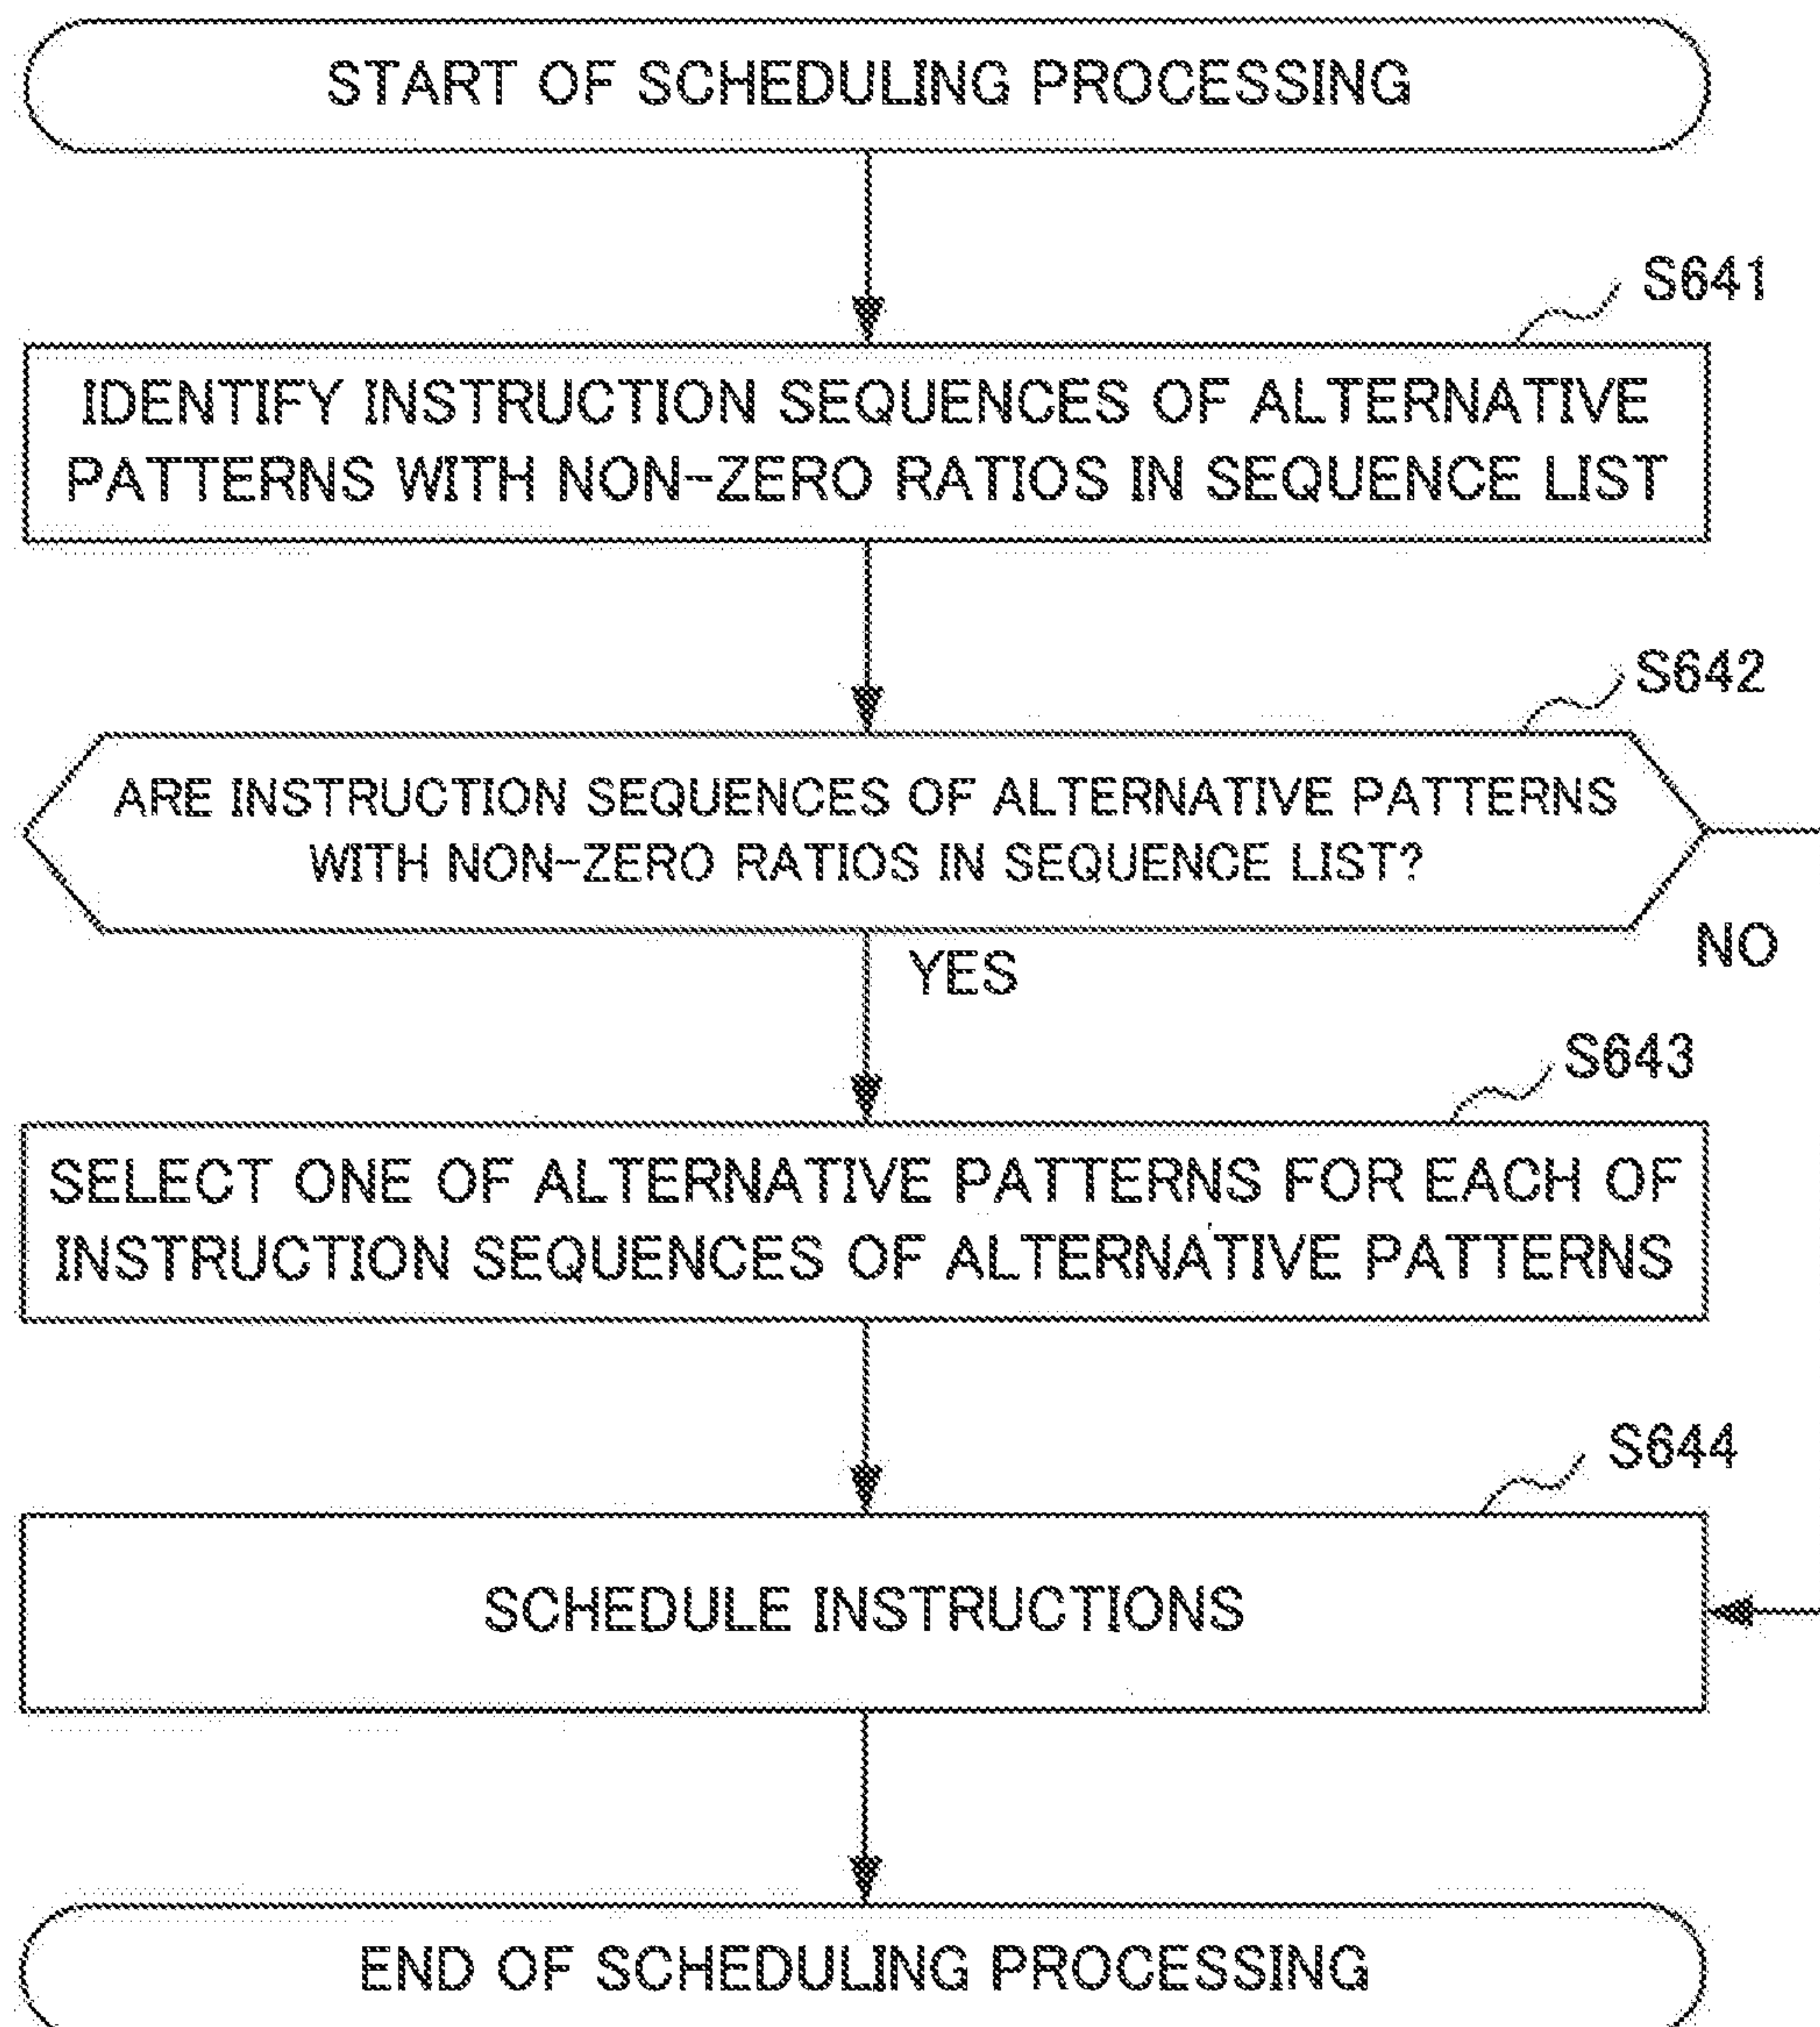 START OF SCHEDULING PROCESSING
S641
IDENTIFY INSTRUCTION SEQUENCES OF ALTERNATIVE
PATTERNS WITH NON-ZERO RATIOS IN SEQUENCE LIST
S642
ARE INSTRUCTION SEQUENCES OF ALTERNATIVE PATTERNS
WITH NON-ZERO RATIOS IN SEQUENCE LIST?
NO
YES
S643
SELECT ONE OF ALTERNATIVE PATTERNS FOR EACH OF
INSTRUCTION SEQUENCES OF ALTERNATIVE PATTERNS
S644
SCHEDULE INSTRUCTIONS
END OF SCHEDULING PROCESSING